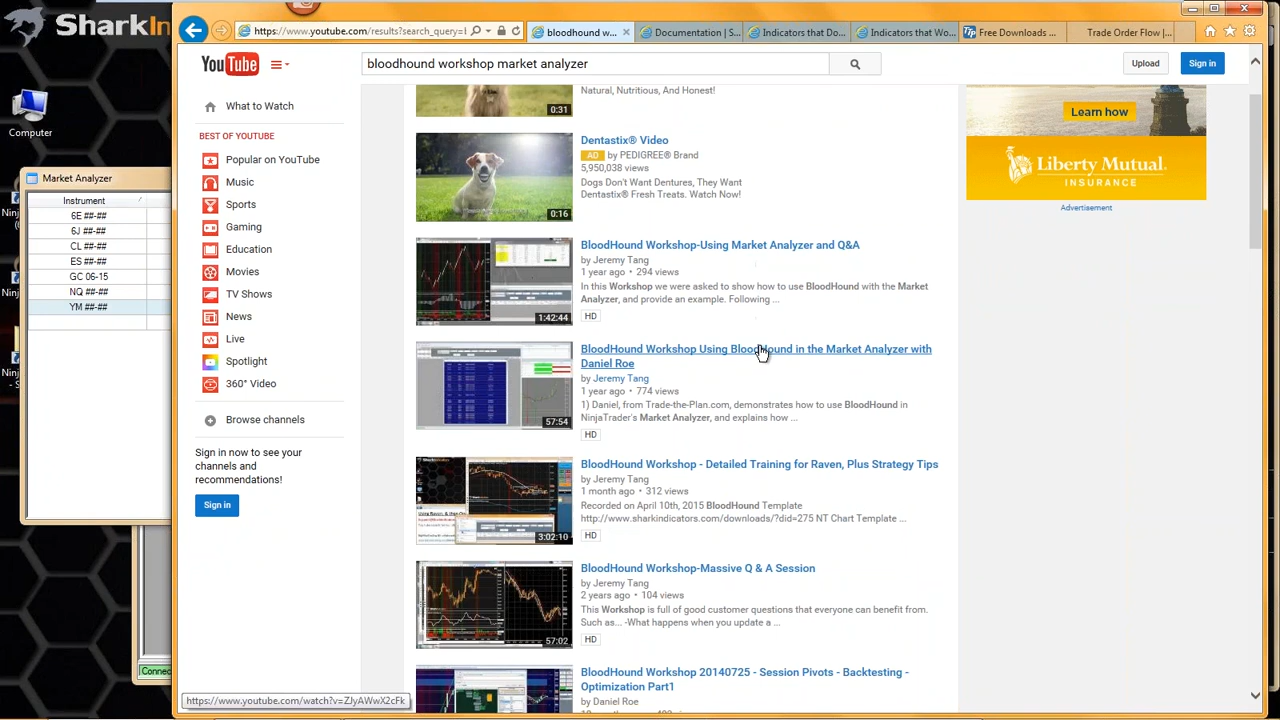 SharkIn
https://www.youtube.com/results?search_query=b
bloodhound w...
Documentation | S...
Indicators that Do...
Indicators that Wo...
Free Downloads ...
Trade Order Flow /...
YouTube
bloodhound workshop market analyzer
Upload
Sign in
Computer
Market Analyzer
Instrument
6E ##-##
6J ##-##
CL ##-##
ES ##-##
GC 06-15
NQ ##-##
YM ##-##
Ninj
Connec
What to Watch
BEST OF YOUTUBE
Popular on YouTube
Music
Sports
Gaming
Education
Movies
TV Shows
News
Live
Spotlight
360° Video
Browse channels
Sign in now to see your
channels and
recommendations!
Sign in
Natural, Nutritious, And Honest!
0:31
Dentastix® Video
AD by PEDIGREE® Brand
5,950,038 views
Dogs Don't Want Dentures, They Want
Dentastix® Fresh Treats. Watch Now!
0:16
BloodHound Workshop-Using Market Analyzer and Q&A
by Jeremy Tang
1 year ago • 294 views
In this Workshop we were asked to show how to use BloodHound with the Market
Analyzer, and provide an example. Following ...
HD
1:42:44
BloodHound Workshop Using BloodHound in the Market Analyzer with
Daniel Roe
by Jeremy Tang
1 year ago • 774 views
1) Daniel, from Trade-the-Plan.com, demonstrates how to use BloodHound in
NinjaTrader's Market Analyzer, and explains how ...
HD
57:54
BloodHound Workshop - Detailed Training for Raven, Plus Strategy Tips
by Jeremy Tang
1 month ago • 312 views
Recorded on April 10th, 2015 BloodHound Template
http://www.sharkindicators.com/downloads/?did=275 NT Chart Template ...
HD
3:02:10
BloodHound Workshop-Massive Q & A Session
by Jeremy Tang
2 years ago • 104 views
This Workshop is full of good customer questions that everyone can benefit from.
Such as... -What happens when you update a ...
HD
57:02
BloodHound Workshop 20140725 - Session Pivots - Backtesting -
Optimization Part1
by Daniel Roe
Learn how
Liberty Mutual.
INSURANCE
Advertisement
https://www.youtube.com/watch?v=ZJyAWwX2cFk